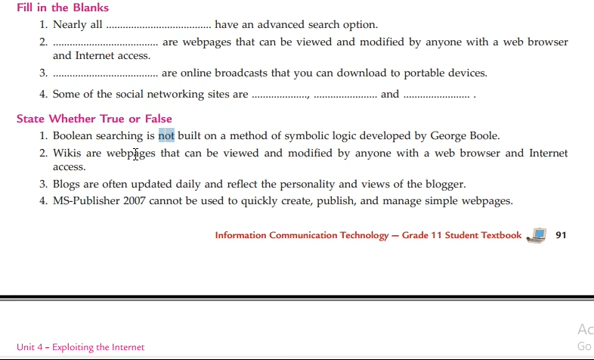 Fill in the Blanks
1. Nearly all .................................... have an advanced search option.
2. .................................... are webpages that can be viewed and modified by anyone with a web browser
and Internet access.
3. .................................... are online broadcasts that you can download to portable devices.
4. Some of the social networking sites are ..................., ...................... and ....................... .
State Whether True or False
1. Boolean searching is not built on a method of symbolic logic developed by George Boole.
2. Wikis are webpages that can be viewed and modified by anyone with a web browser and Internet
access.
3. Blogs are often updated daily and reflect the personality and views of the blogger.
4. MS-Publisher 2007 cannot be used to quickly create, publish, and manage simple webpages.
Information Communication Technology – Grade 11 Student Textbook 91
Ac
Go
Unit 4 – Exploiting the Internet